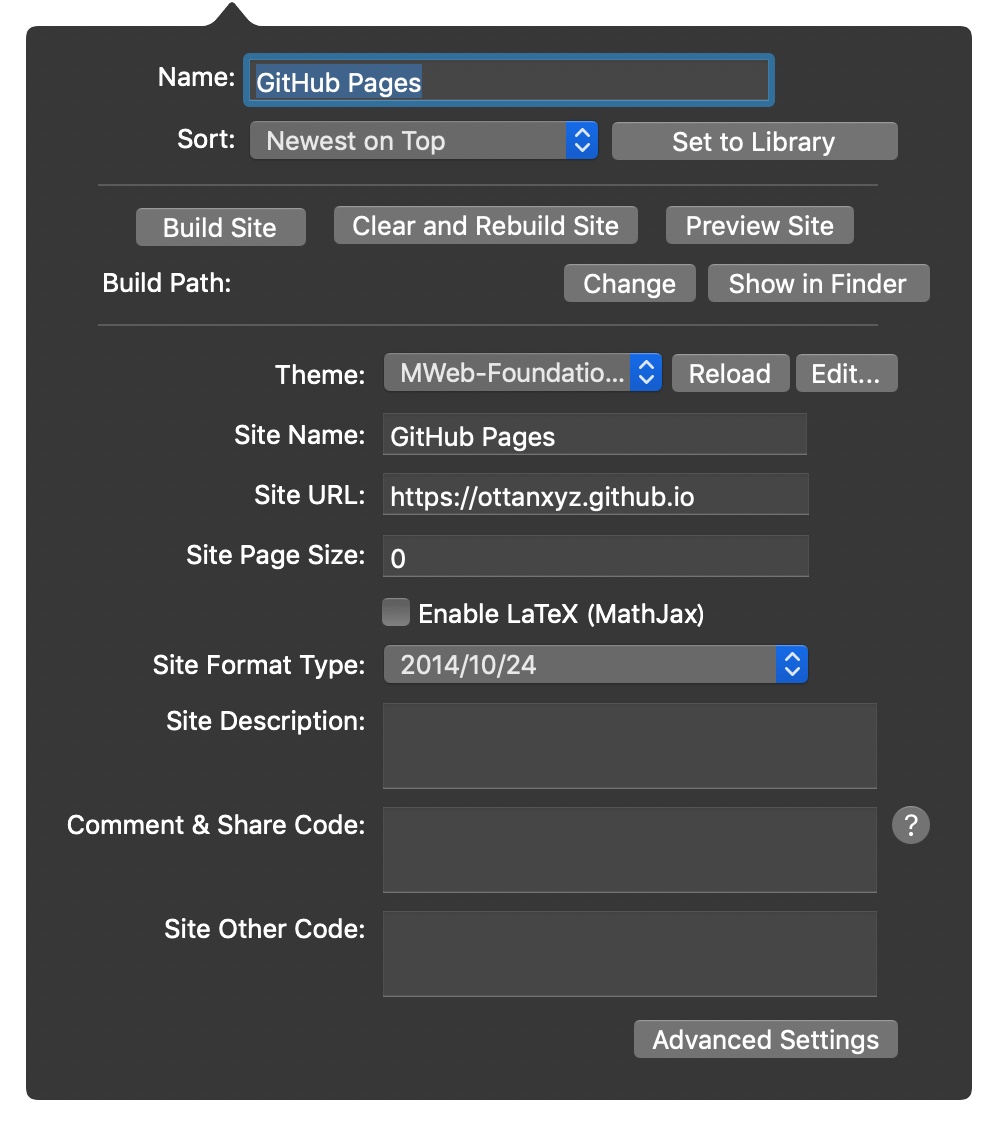 Name: GitHub Pages
Sort: Newest on Top Set to Library
Build Site Clear and Rebuild Site Preview Site
Build Path: Change Show in Finder
Theme: MWeb-Foundatio... Reload Edit...
Site Name: GitHub Pages
Site URL: https://ottanxyz.github.io
Site Page Size: 0
Enable LaTeX (MathJax)
Site Format Type: 2014/10/24
Site Description:
Comment & Share Code: ?
Site Other Code:
Advanced Settings